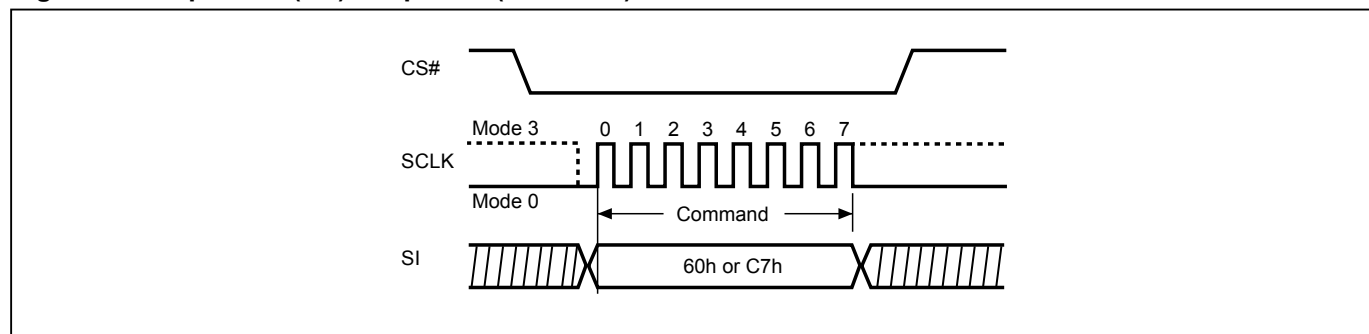 CS#
Mode 3
0 1 2 3 4 5 6 7
SCLK
Mode 0
Command
SI
60h or C7h